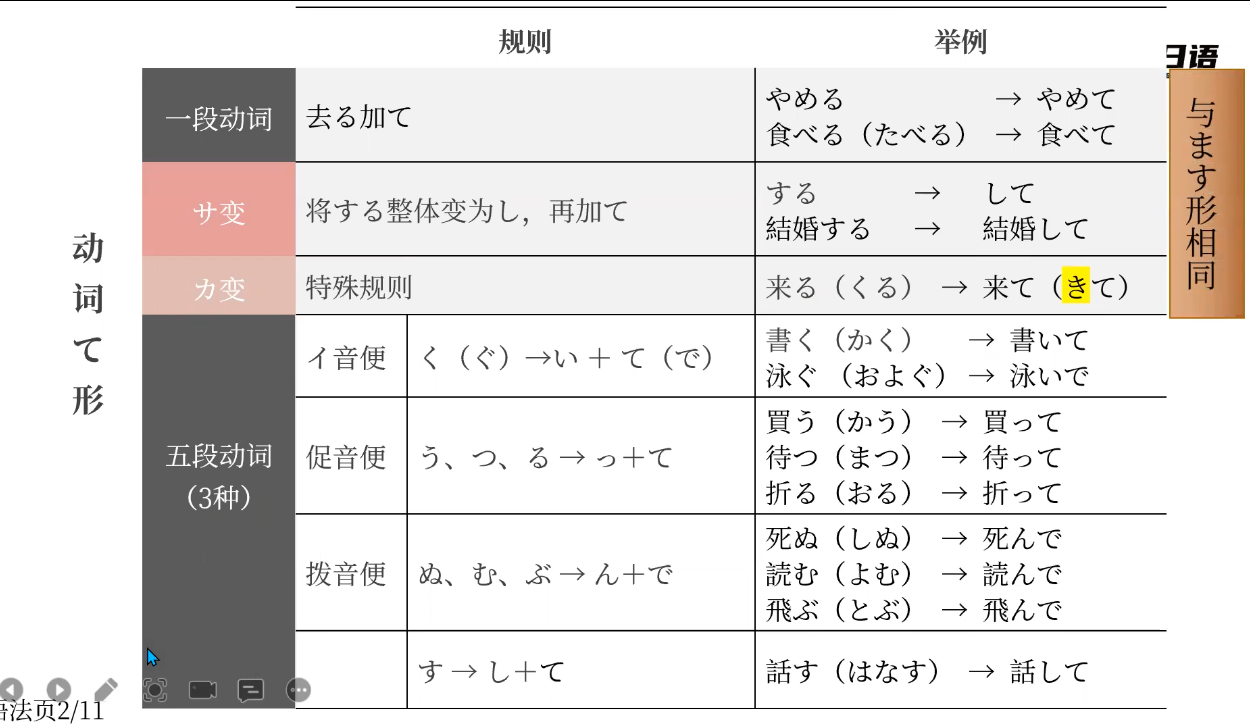 规则 举例
日语
动词て形
与ます形相同
一段动词 去る加て やめる → やめて
食べる（たべる） → 食べて
サ变 将する整体变为し，再加て する → して
結婚する → 結婚して
カ变 特殊规则 来る（くる） → 来て（きて）
五段动词
（3种）
イ音便 く（ぐ）→い ＋ て（で） 書く（かく） → 書いて
泳ぐ （およぐ） → 泳いで
促音便 う、つ、る → っ＋て 買う（かう） → 買って
待つ（まつ） → 待って
折る（おる） → 折って
拨音便 ぬ、む、ぶ → ん＋で 死ぬ（しぬ） → 死んで
読む（よむ） → 読んで
飛ぶ（とぶ） → 飛んで
す → し＋て 話す（はなす） → 話して
语法页2/11